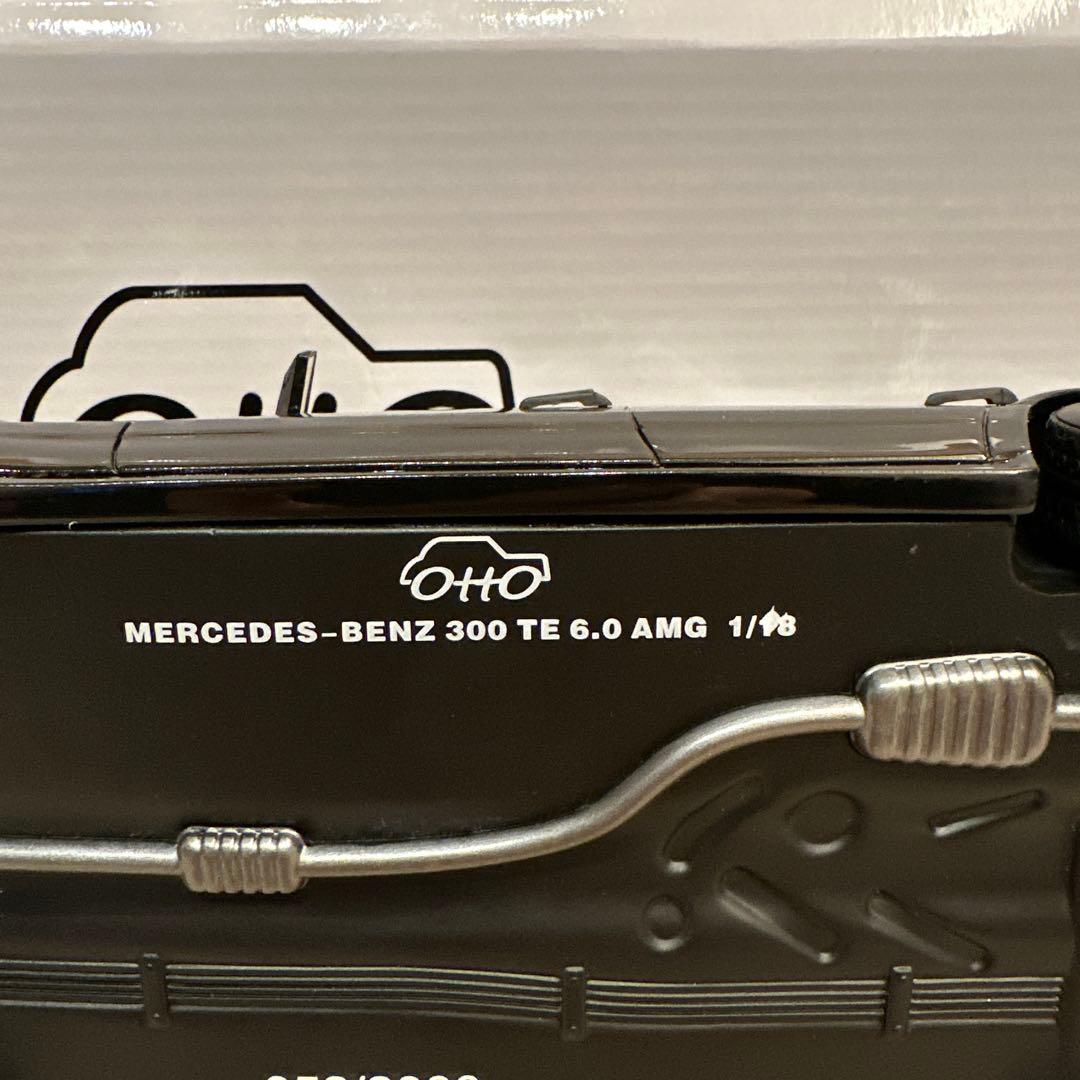 OttO
MERCEDES-BENZ 300 TE 6.0 AMG 1/18